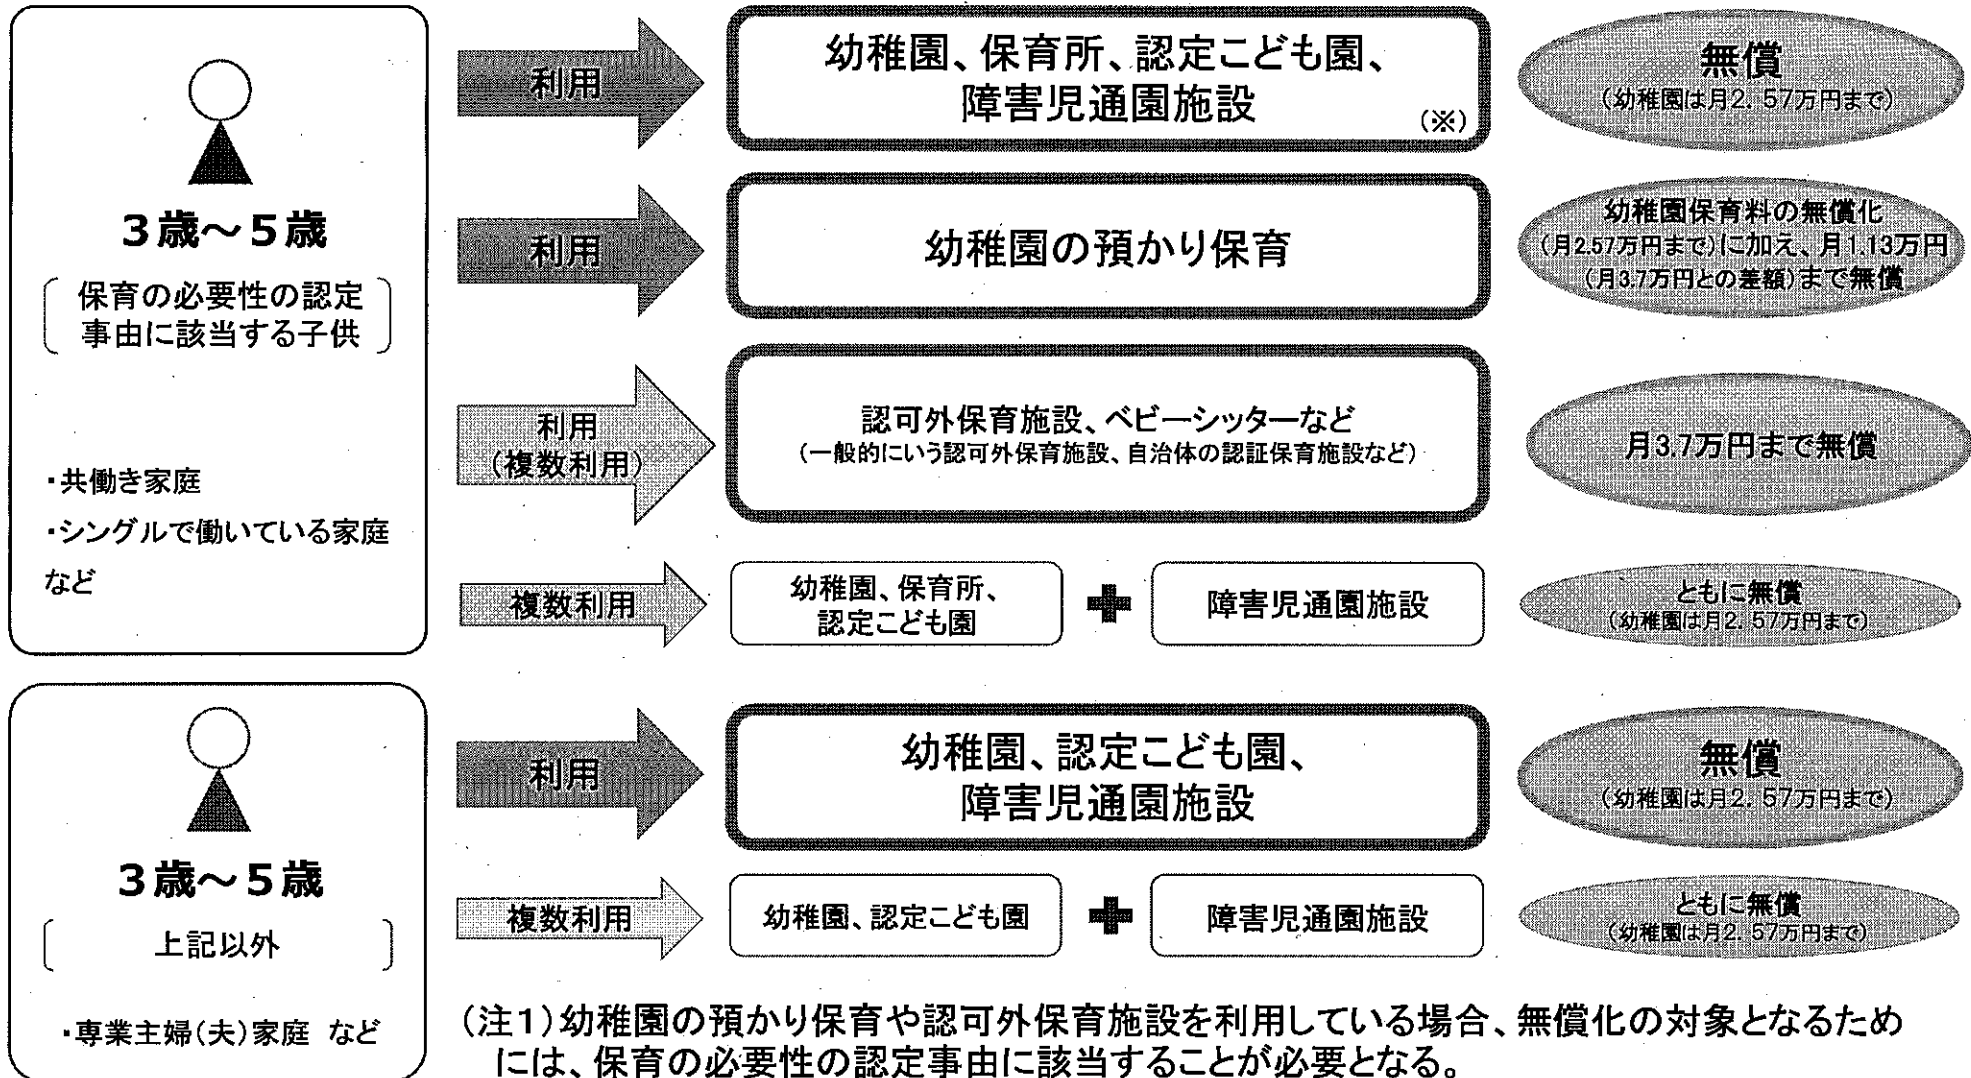 3歳～5歳
保育の必要性の認定
事由に該当する子供
・共働き家庭
・シングルで働いている家庭
など
利用
幼稚園、保育所、認定こども園、
障害児通園施設
(※)
無償
(幼稚園は月2. 57万円まで)
利用
幼稚園の預かり保育
幼稚園保育料の無償化
(月2.57万円まで)に加え、月1.13万円
(月3.7万円との差額)まで無償
利用
(複数利用)
認可外保育施設、ベビーシッターなど
(一般的にいう認可外保育施設、自治体の認証保育施設など)
月3.7万円まで無償
複数利用
幼稚園、保育所、
認定こども園
+
障害児通園施設
ともに無償
(幼稚園は月2. 57万円まで)
3歳～5歳
上記以外
・専業主婦(夫)家庭 など
利用
幼稚園、認定こども園、
障害児通園施設
無償
(幼稚園は月2. 57万円まで)
複数利用
幼稚園、認定こども園
+
障害児通園施設
ともに無償
(幼稚園は月2. 57万円まで)
(注1)幼稚園の預かり保育や認可外保育施設を利用している場合、無償化の対象となるため
には、保育の必要性の認定事由に該当することが必要となる。